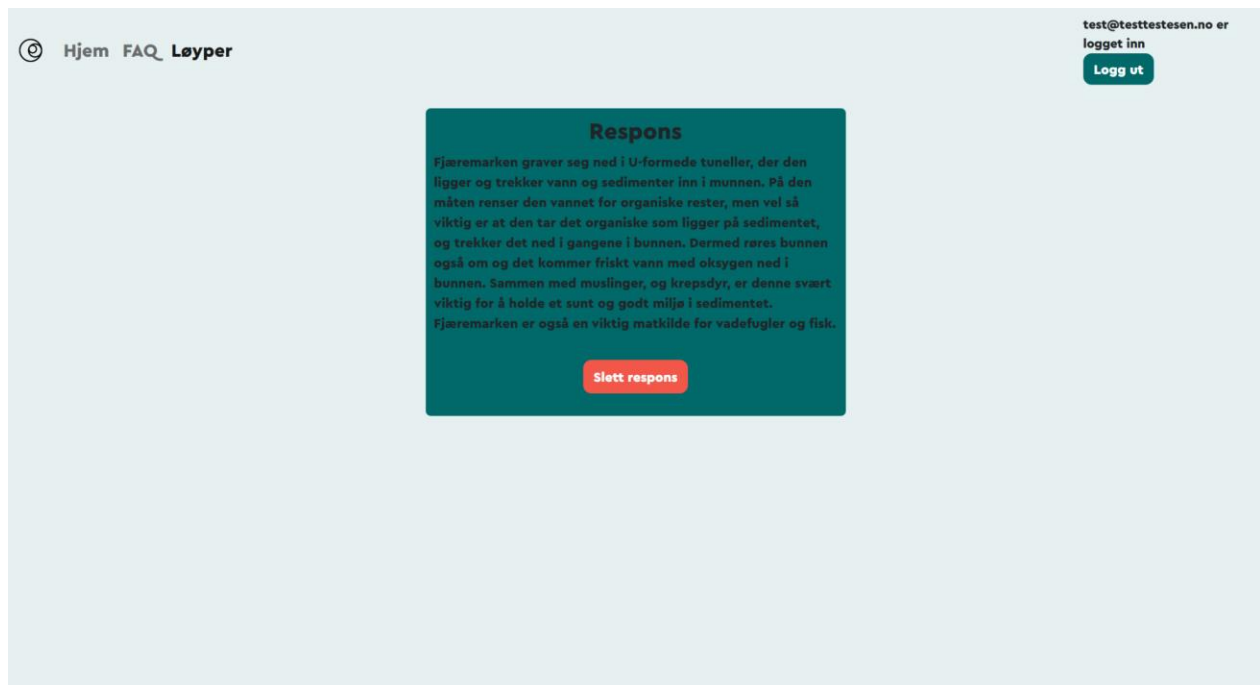 Hjem FAQ Løyper
test@testtestesen.no er
logget inn
Logg ut
Respons
Fjæremarken graver seg ned i U-formede tuneller, der den
ligger og trekker vann og sedimenter inn i munnen. På den
måten renser den vannet for organiske rester, men vel så
viktig er at den tar det organiske som ligger på sedimentet,
og trekker det ned i gangene i bunnen. Dermed røres bunnen
også om og det kommer friskt vann med oksygen ned i
bunnen. Sammen med muslinger, og krepsdyr, er denne svært
viktig for å holde et sunt og godt miljø i sedimentet.
Fjæremarken er også en viktig matkilde for vadefugler og fisk.
Slett respons